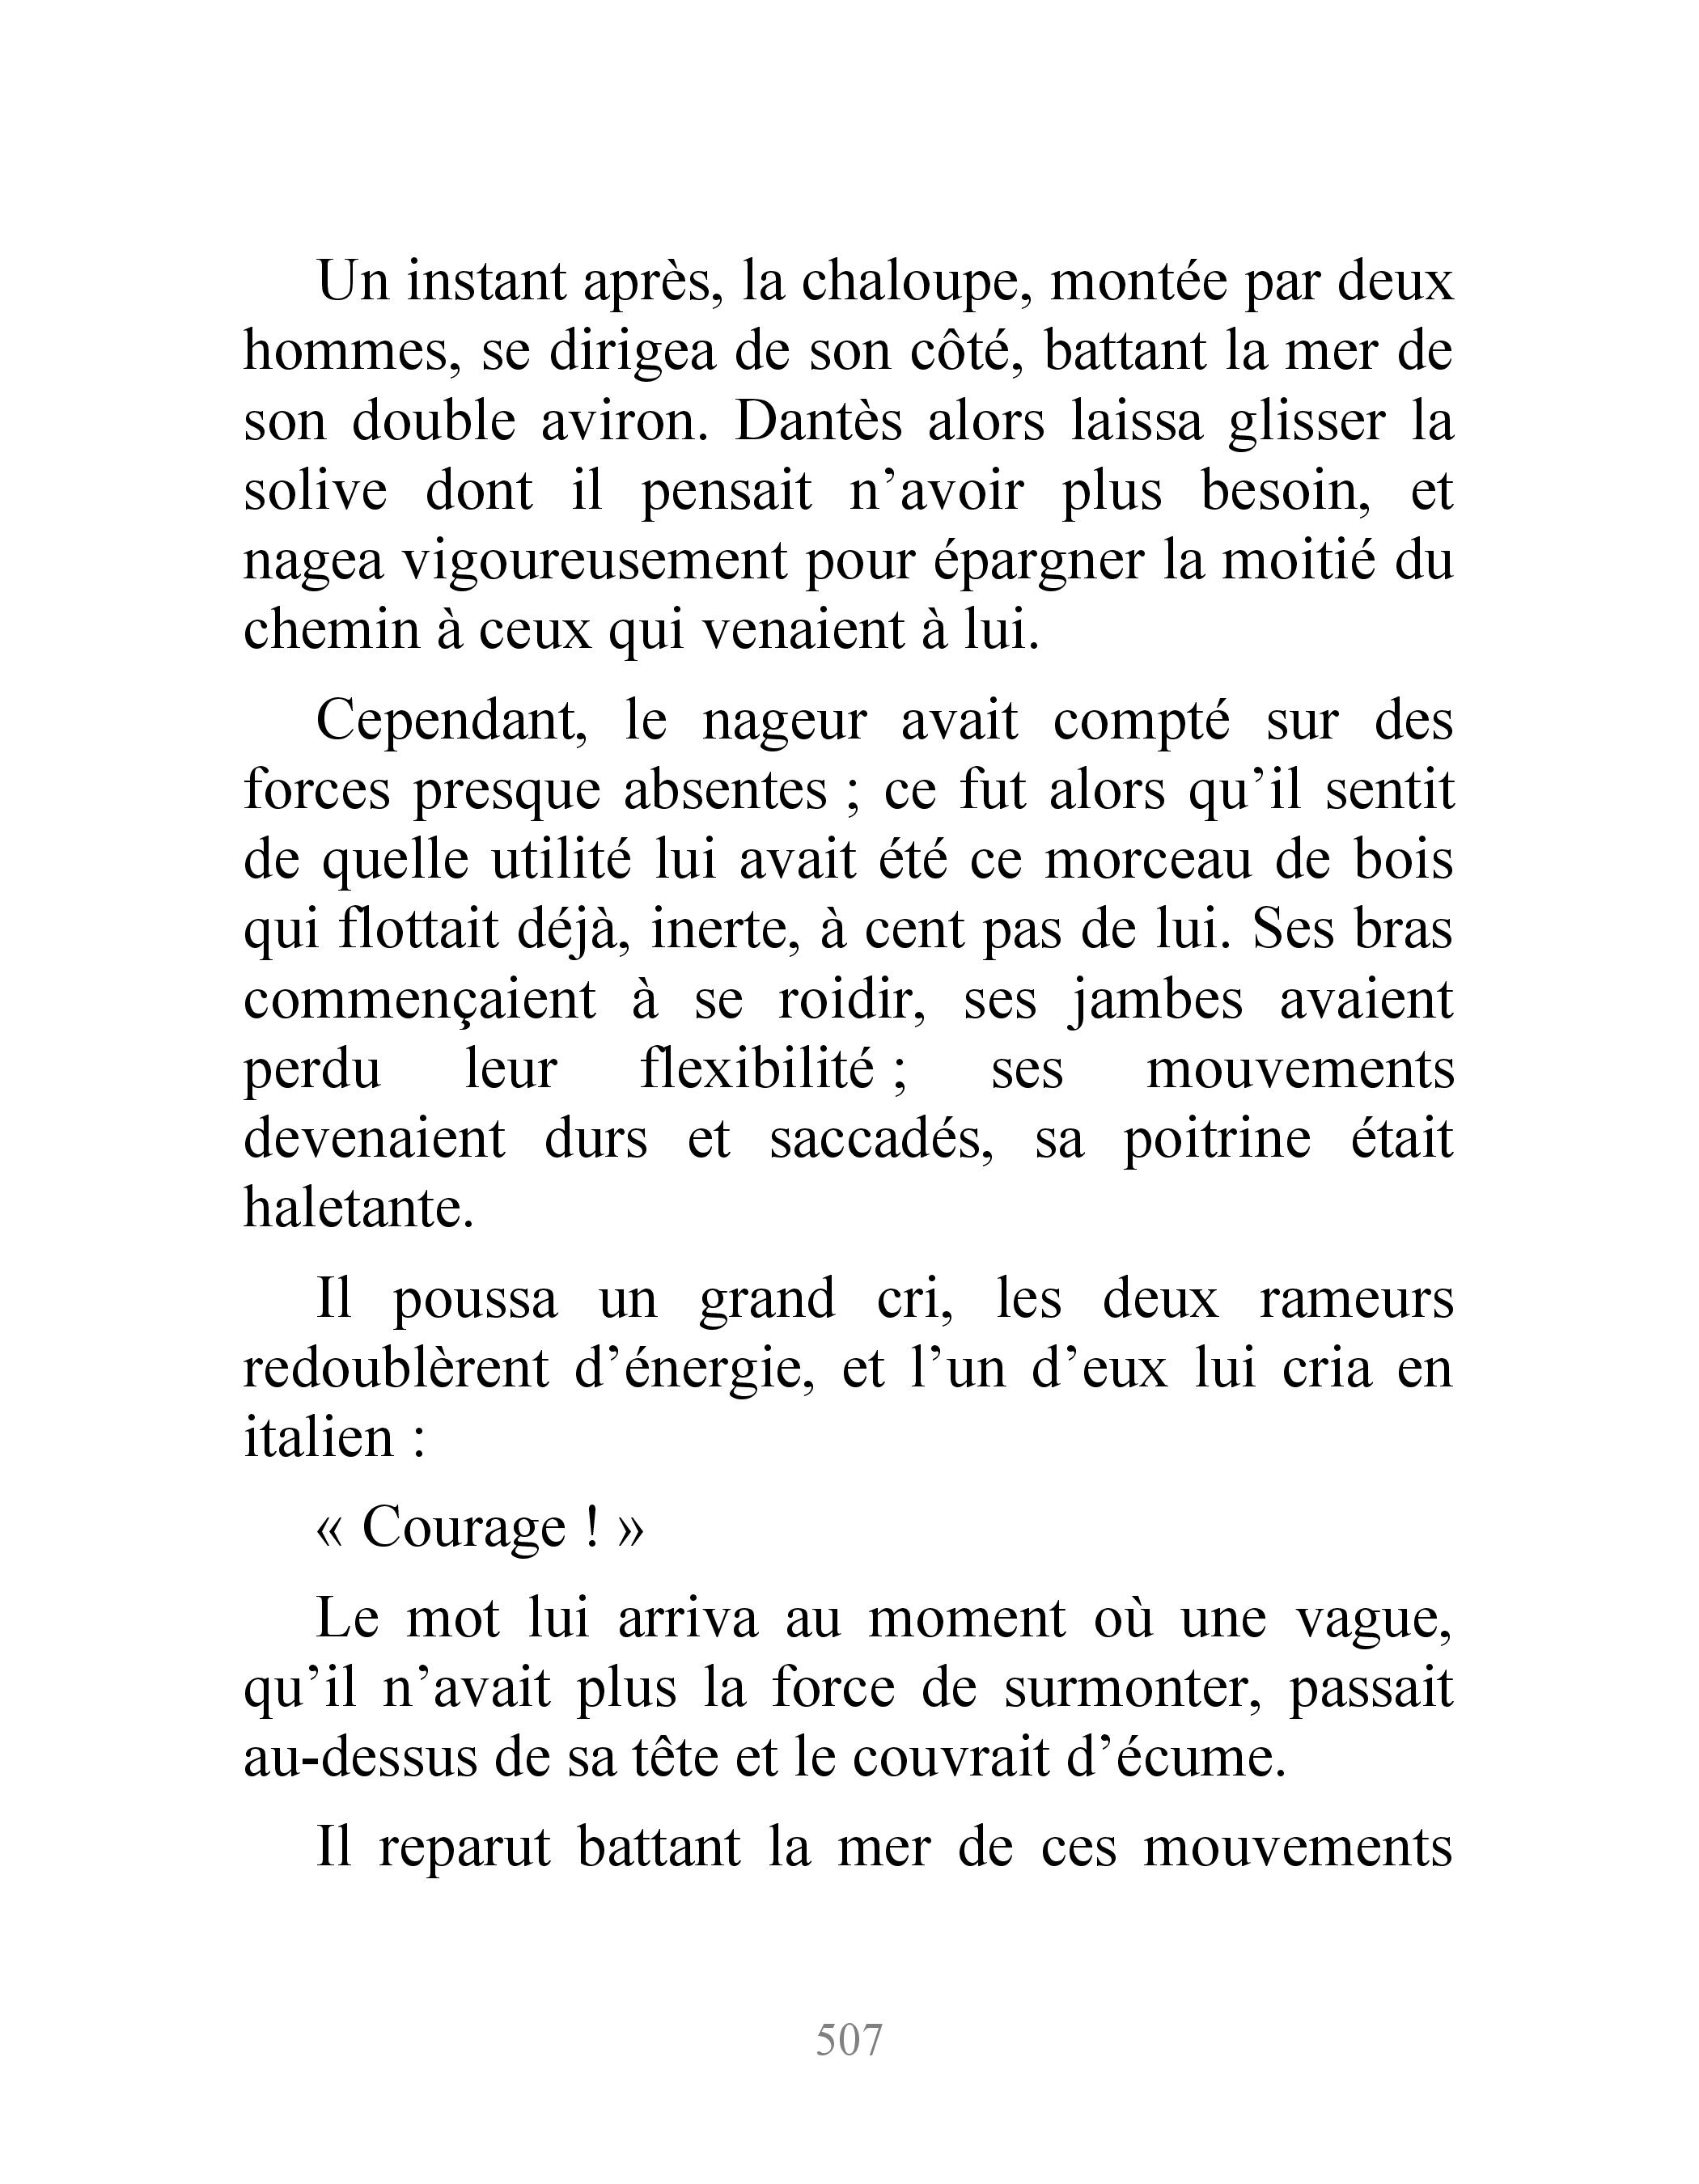 Un instant après, la chaloupe, montée par deux
hommes, se dirigea de son côté, battant la mer de
son double aviron. Dantès alors laissa glisser la
solive dont il pensait n’avoir plus besoin, et
nagea vigoureusement pour épargner la moitié du
chemin à ceux qui venaient à lui.
Cependant, le nageur avait compté sur des
forces presque absentes ; ce fut alors qu’il sentit
de quelle utilité lui avait été ce morceau de bois
qui flottait déjà, inerte, à cent pas de lui. Ses bras
commençaient à se roidir, ses jambes avaient
perdu leur flexibilité ; ses mouvements
devenaient durs et saccadés, sa poitrine était
haletante.
Il poussa un grand cri, les deux rameurs
redoublèrent d’énergie, et l’un d’eux lui cria en
italien :
« Courage ! »
Le mot lui arriva au moment où une vague,
qu’il n’avait plus la force de surmonter, passait
au-dessus de sa tête et le couvrait d’écume.
Il reparut battant la mer de ces mouvements
507